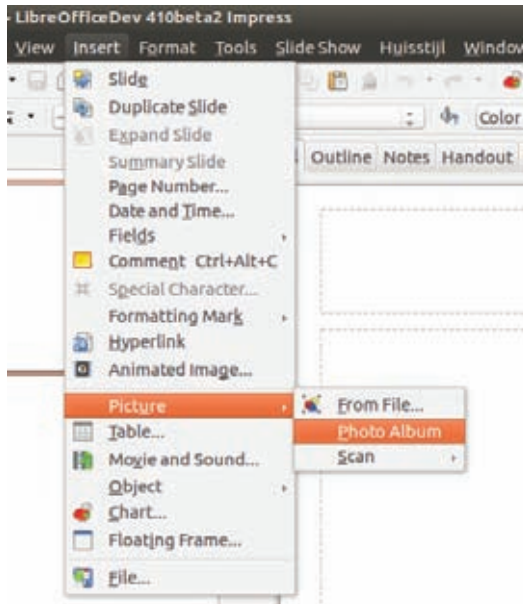 LibreOfficeDev 410beta2 Impress
View Insert Format Tools Slide Show Huisstijl Window
Slide
Duplicate Slide
Color
Expand Slide
Summary Slide
Outline Notes Handout
Page Number...
Date and Time...
Fields
Comment Ctrl+Alt+C
Special Character...
Formatting Mark
Hyperlink
Animated Image...
Picture
From File...
Table...
Photo Album
Movie and Sound...
Scan
Object
Chart...
Floating Frame...
File...